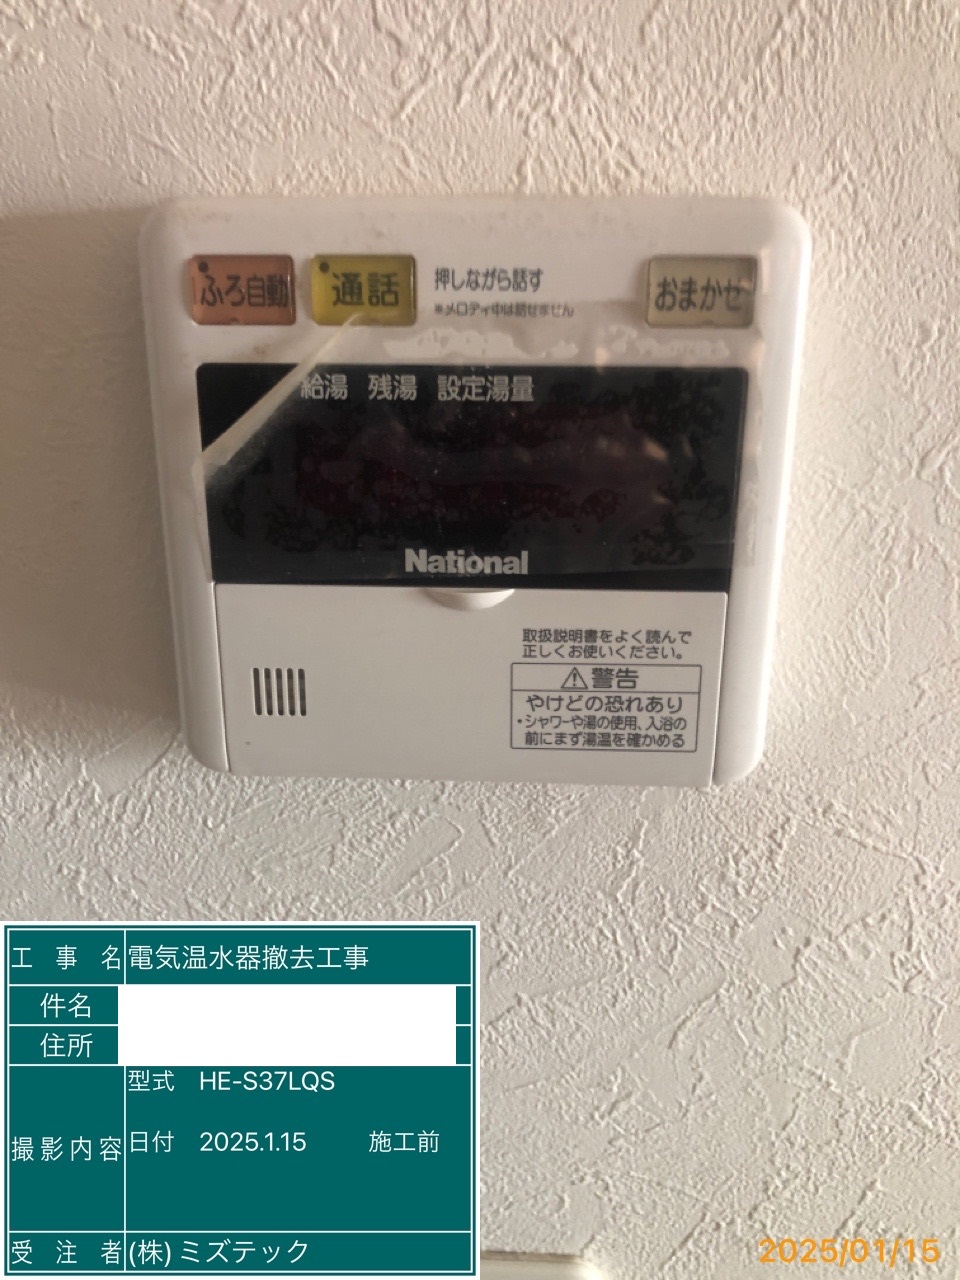 ふろ自動
通話
押しながら話す
※メロディ中は話せません
おまかせ
給湯 残湯 設定湯量
National
取扱説明書をよく読んで
正しくお使いください。
⚠警告
やけどの恐れあり
・シャワーや湯の使用、入浴の
前にまず湯温を確かめる
工事名 電気温水器撤去工事
件名
住所
型式 HE-S37LQS
撮影内容 日付 2025.1.15 施工前
受注者 (株) ミズテック
2025/01/15